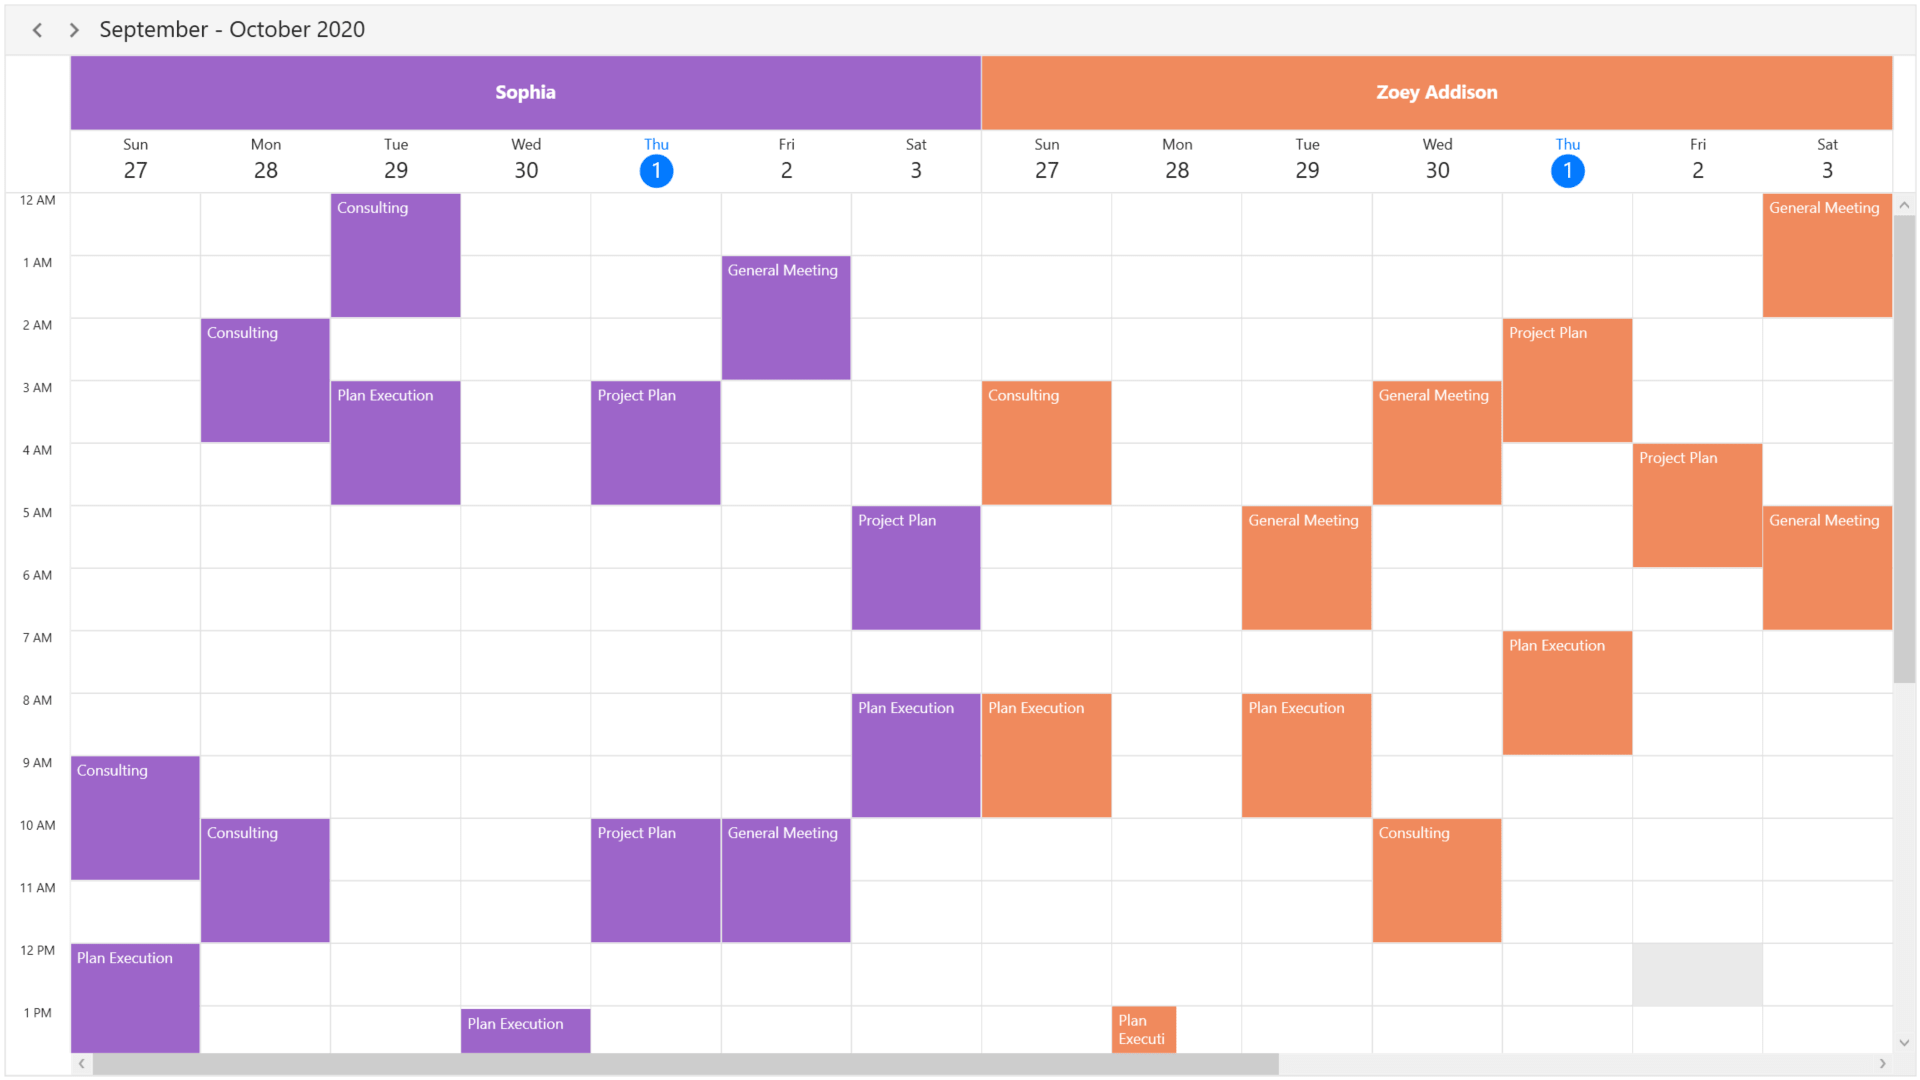 September - October 2020
Sophia Zoey Addison
Sun Mon Tue Wed Thu Fri Sat Sun Mon Tue Wed Thu Fri Sat
27 28 29 30 1 2 3 27 28 29 30 1 2 3
12 AM Consulting General Meeting
1 AM General Meeting
2 AM Consulting Project Plan
3 AM Plan Execution Project Plan Consulting General Meeting
4 AM Project Plan
5 AM Project Plan General Meeting General Meeting
6 AM
7 AM Plan Execution
8 AM Plan Execution Plan Execution Plan Execution
9 AM Consulting
10 AM Consulting Project Plan General Meeting Consulting
11 AM
12 PM Plan Execution
1 PM Plan Execution Plan
Executi